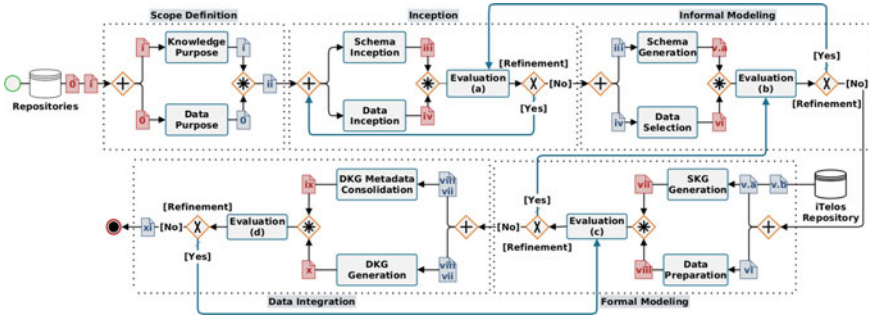 Scope Definition
Inception
Informal Modeling
Knowledge
Purpose
Data
Purpose
Repositories
0
i
i
i
0
0
ii
Schema
Inception
Data
Inception
iii
iv
Evaluation
(a)
[Refinement]
[Yes]
[No]
iii
iv
Schema
Generation
Data
Selection
v.a
vi
Evaluation
(b)
[Yes]
[No]
[Refinement]
iTelos
Repository
v.b
v.a
vi
SKG
Generation
Data
Preparation
vii
viii
Evaluation
(c)
[Yes]
[No]
[Refinement]
viii
vii
viii
vii
DKG Metadata
Consolidation
DKG
Generation
ix
x
Evaluation
(d)
[Refinement]
[No]
[Yes]
xi
Data Integration
Formal Modeling